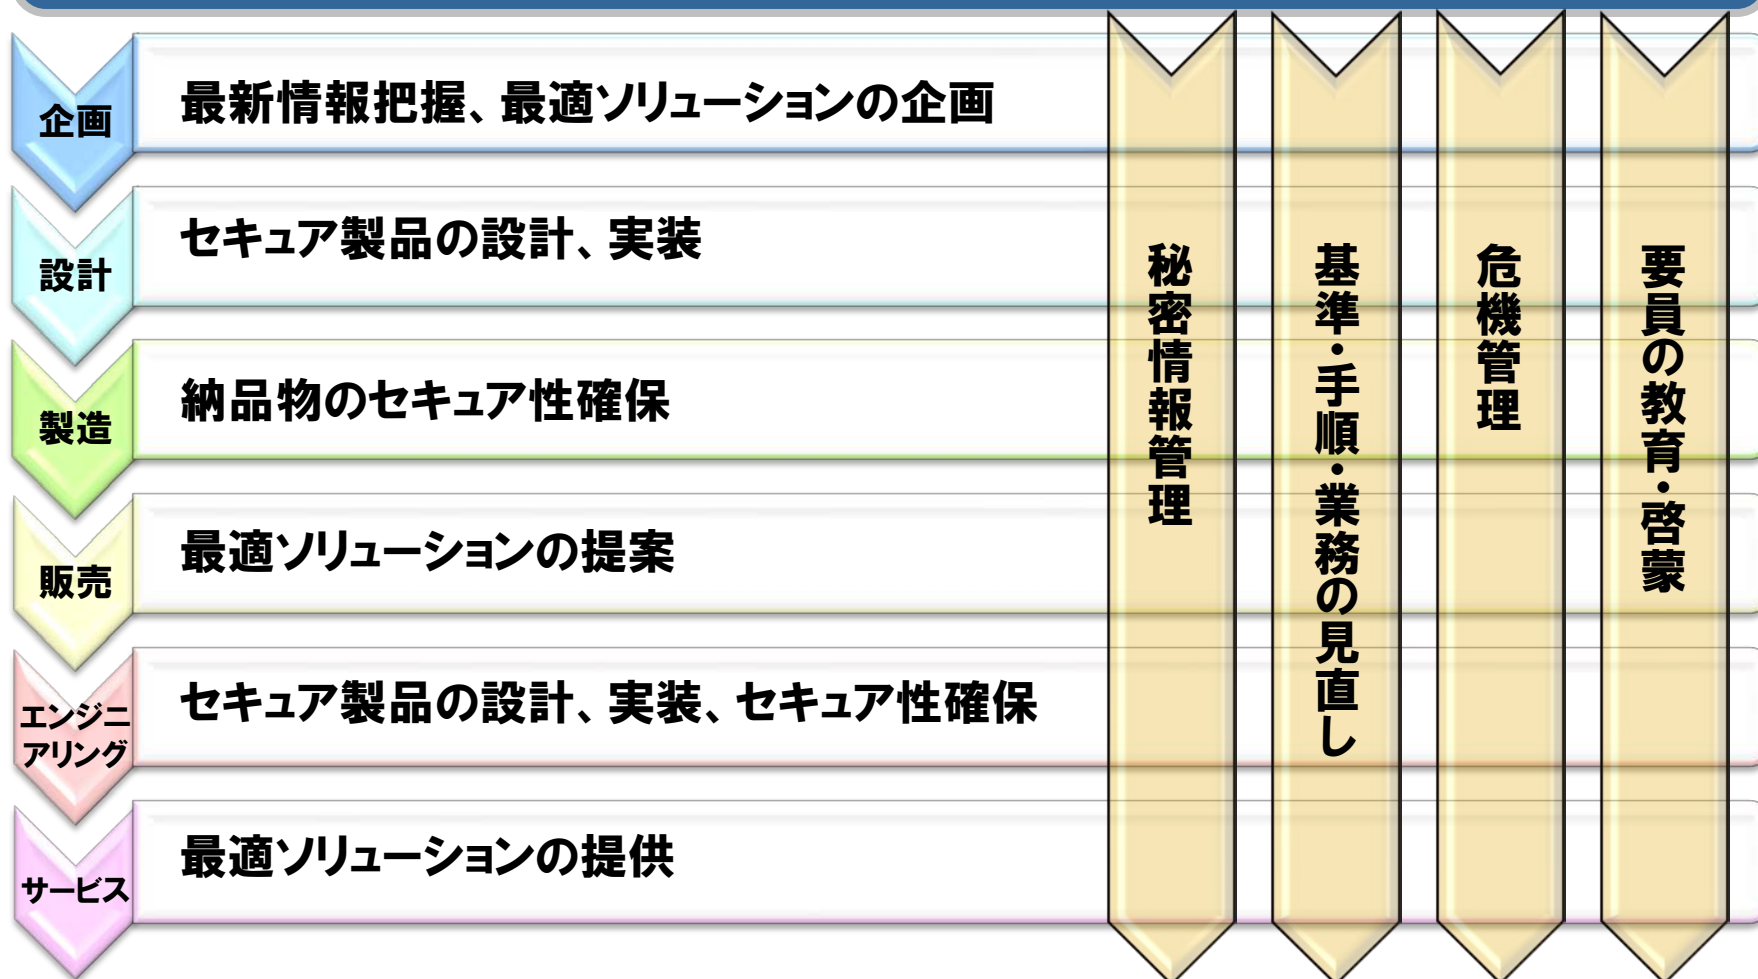 企画
最新情報把握、最適ソリューションの企画
設計
セキュア製品の設計、実装
製造
納品物のセキュア性確保
販売
最適ソリューションの提案
エンジニ
アリング
セキュア製品の設計、実装、セキュア性確保
サービス
最適ソリューションの提供
秘密情報管理
基準・手順・業務の見直し
危機管理
要員の教育・啓蒙